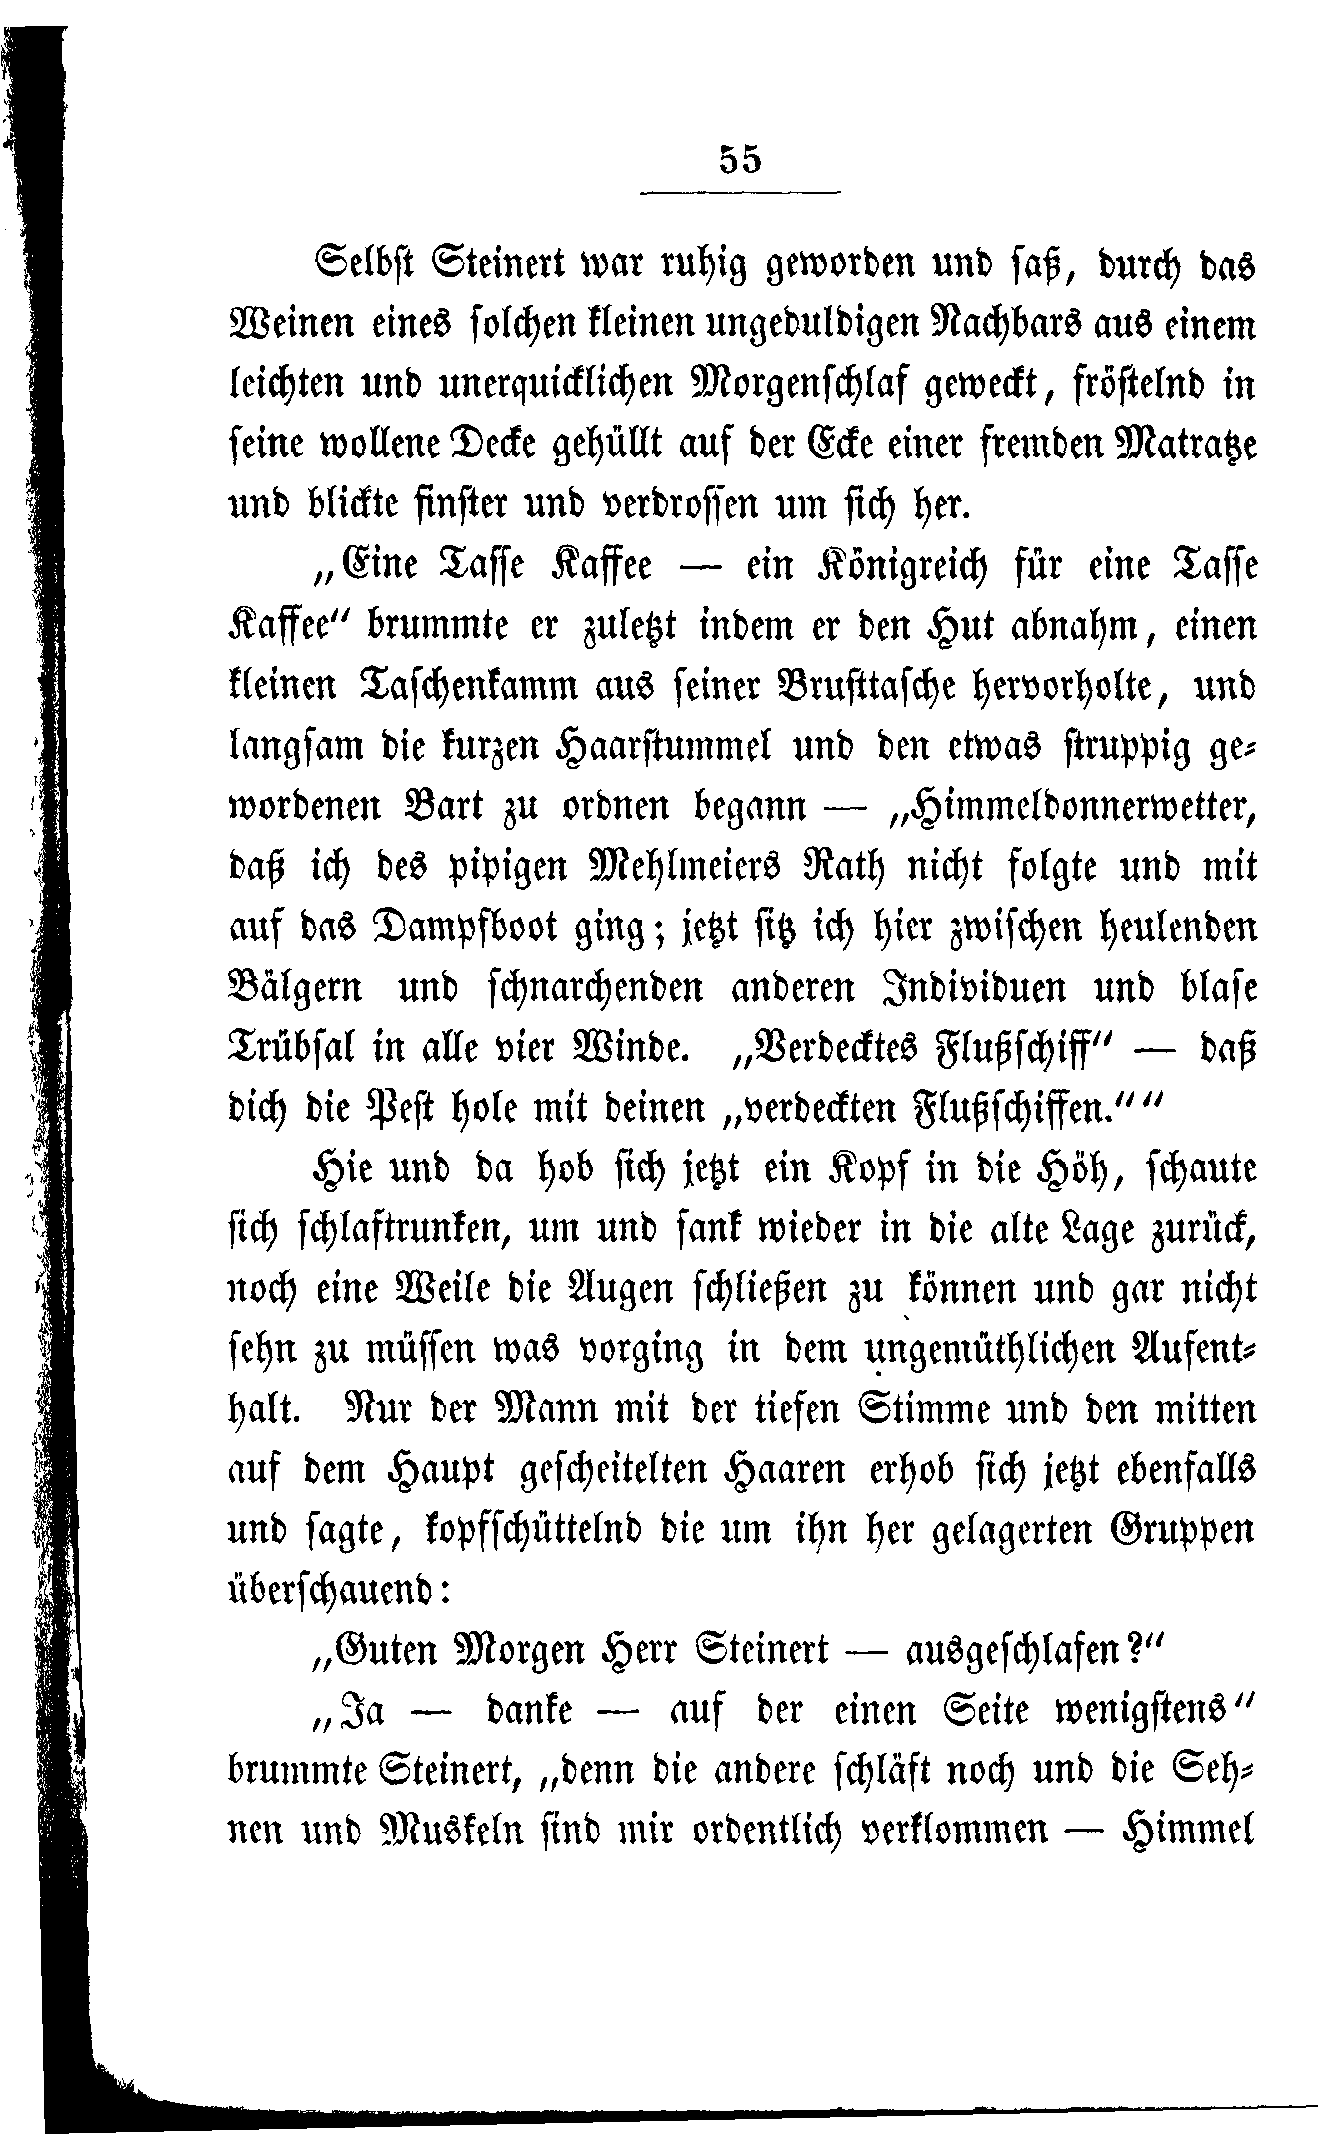 55
Selbst Steinert war ruhig geworden und saß, durch das
Weinen eines solchen kleinen ungeduldigen Nachbars aus einem
leichten und unerquicklichen Morgenschlaf geweckt, fröstelnd in
seine wollene Decke gehüllt auf der Ecke einer fremden Matratze
und blickte finster und verdrossen um sich her.
„Eine Tasse Kaffee — ein Königreich für eine Tasse
Kaffee“ brummte er zuletzt indem er den Hut abnahm, einen
kleinen Taschenkamm aus seiner Brusttasche hervorholte, und
langsam die kurzen Haarstummel und den etwas struppig ge⸗
wordenen Bart zu ordnen begann — „Himmeldonnerwetter,
daß ich des pipigen Mehlmeiers Rath nicht folgte und mit
auf das Dampfboot ging; jetzt sitz ich hier zwischen heulenden
Bälgern und schnarchenden anderen Individuen und blase
Trübsal in alle vier Winde. „Verdecktes Flußschiff“ — daß
dich die Pest hole mit deinen „verdeckten Flußschiffen.““
Hie und da hob sich jetzt ein Kopf in die Höh, schaute
sich schlaftrunken, um und sank wieder in die alte Lage zurück,
noch eine Weile die Augen schließen zu können und gar nicht
sehn zu müssen was vorging in dem ungemüthlichen Aufent⸗
halt. Nur der Mann mit der tiefen Stimme und den mitten
auf dem Haupt gescheitelten Haaren erhob sich jetzt ebenfalls
und sagte, kopfschüttelnd die um ihn her gelagerten Gruppen
überschauend:
„Guten Morgen Herr Steinert — ausgeschlafen?“
„Ja — danke — auf der einen Seite wenigstens“
brummte Steinert, „denn die andere schläft noch und die Seh⸗
nen und Muskeln sind mir ordentlich verklommen — Himmel